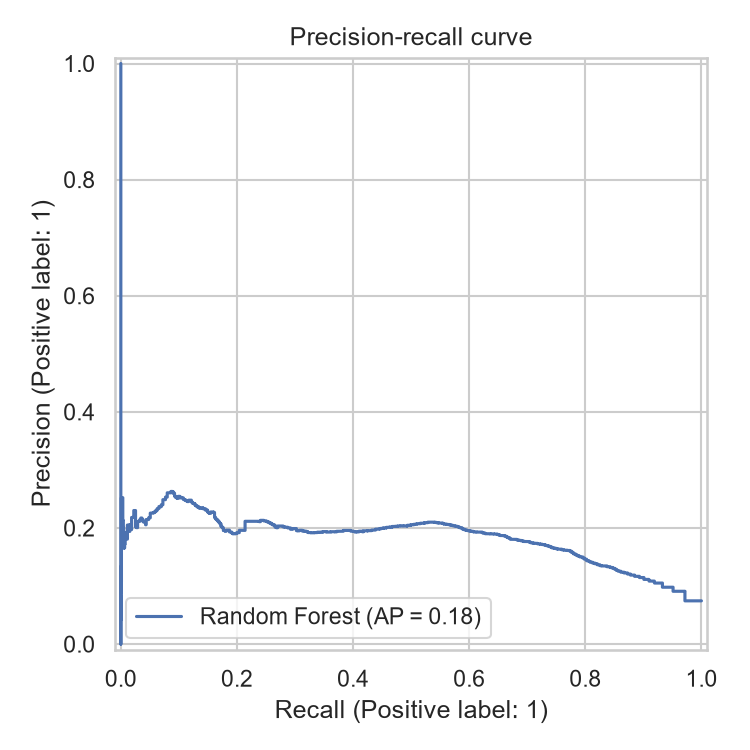 Precision-recall curve
1.0
0.8
0.6
0.4
0.2
0.0
Precision (Positive label: 1)
Random Forest (AP = 0.18)
0.0 0.2 0.4 0.6 0.8 1.0
Recall (Positive label: 1)